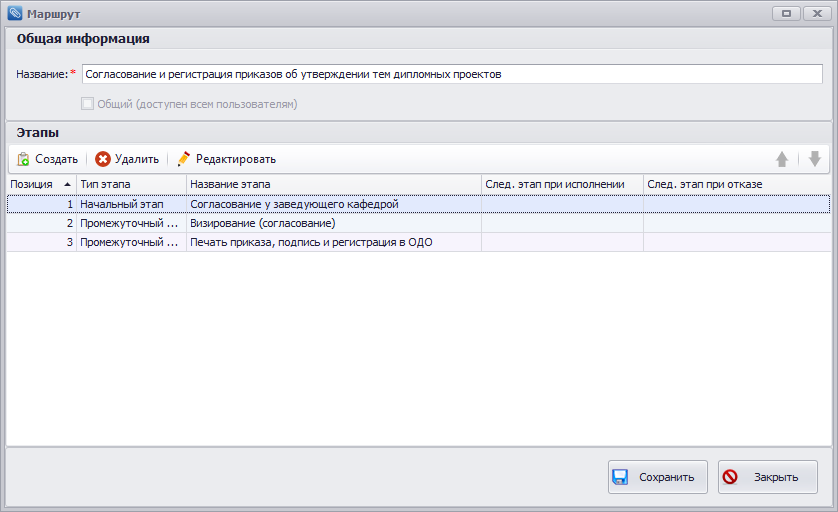 Маршрут
Общая информация
Название:* Согласование и регистрация приказов об утверждении тем дипломных проектов
Общий (доступен всем пользователям)
Этапы
Создать Удалить Редактировать
Позиция Тип этапа Название этапа След. этап при исполнении След. этап при отказе
1 Начальный этап Согласование у заведующего кафедрой
2 Промежуточный ... Визирование (согласование)
3 Промежуточный ... Печать приказа, подпись и регистрация в ОДО
Сохранить Закрыть